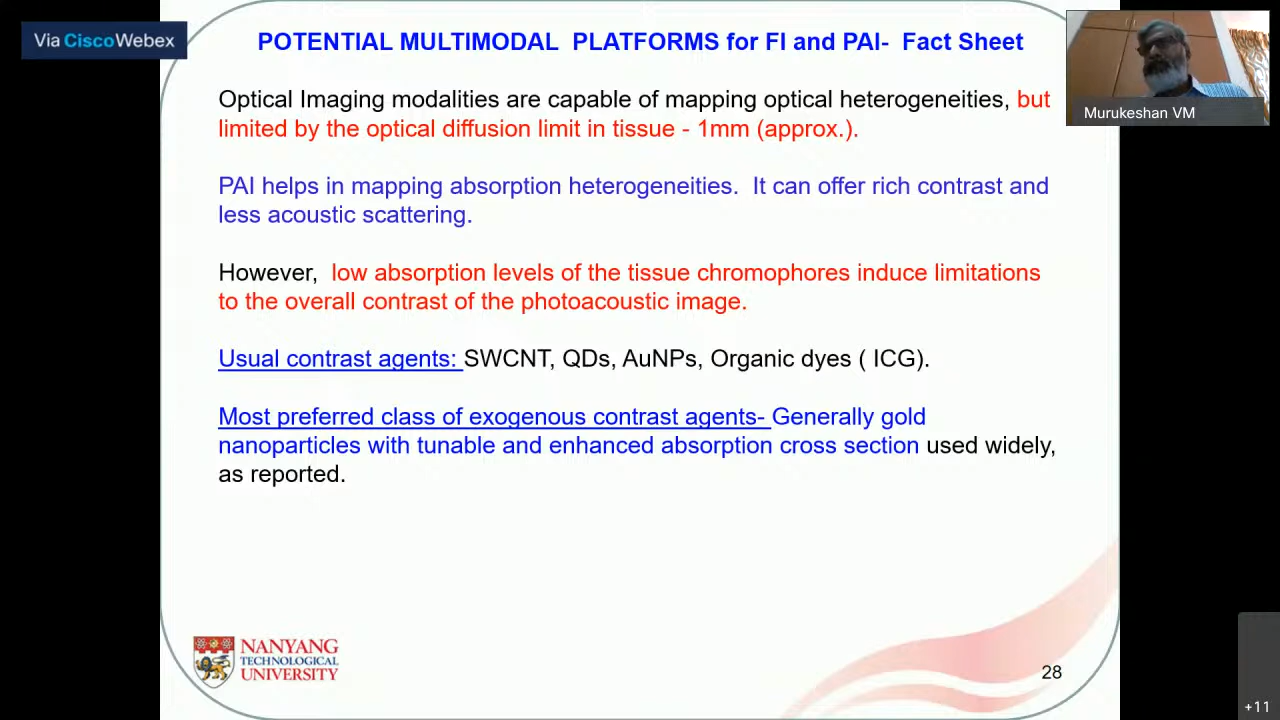 Via Cisco Webex
POTENTIAL MULTIMODAL PLATFORMS for FI and PAI- Fact Sheet
Murukeshan VM
Optical Imaging modalities are capable of mapping optical heterogeneities, but
limited by the optical diffusion limit in tissue - 1mm (approx.).
PAI helps in mapping absorption heterogeneities. It can offer rich contrast and
less acoustic scattering.
However, low absorption levels of the tissue chromophores induce limitations
to the overall contrast of the photoacoustic image.
Usual contrast agents: SWCNT, QDs, AuNPs, Organic dyes ( ICG).
Most preferred class of exogenous contrast agents- Generally gold
nanoparticles with tunable and enhanced absorption cross section used widely,
as reported.
NANYANG
TECHNOLOGICAL
UNIVERSITY
28
+11